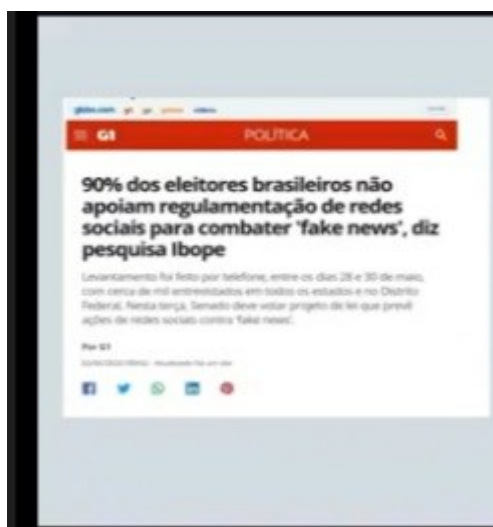 globo.com g1
G1 POLÍTICA
90% dos eleitores brasileiros não
apoiam regulamentação de redes
sociais para combater 'fake news', diz
pesquisa Ibope
Levantamento foi feito por telefone, entre os dias 28 e 30 de maio,
com cerca de mil entrevistados em todos os estados e no Distrito
Federal. Nesta terça, Senado deve votar projeto de lei que prevê
ações de redes sociais contra 'fake news'.
Por G1